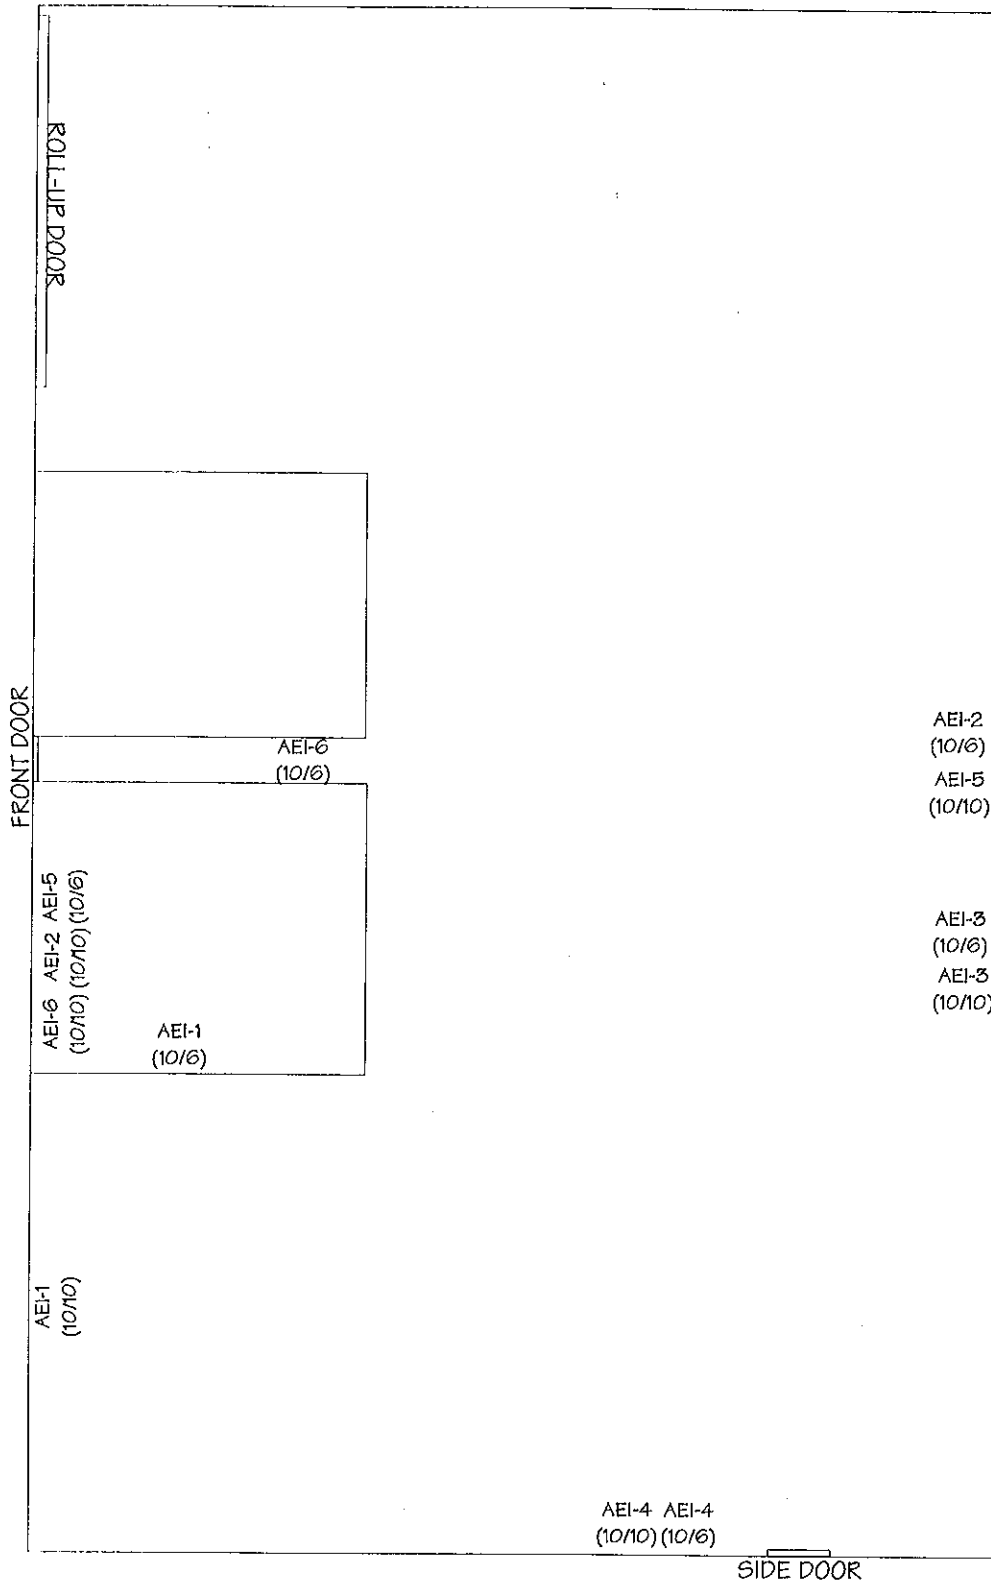 ROLL-UP DOOR
FRONT DOOR
AEI-6
(10/6)
AEI-2
(10/6)
AEI-5
(10/10)
AEI-6 AEI-2 AEI-5
(10/10) (10/10) (10/6)
AEI-3
(10/6)
AEI-3
(10/10)
AEI-1
(10/6)
AEI-1
(10/10)
AEI-4 AEI-4
(10/10) (10/6)
SIDE DOOR